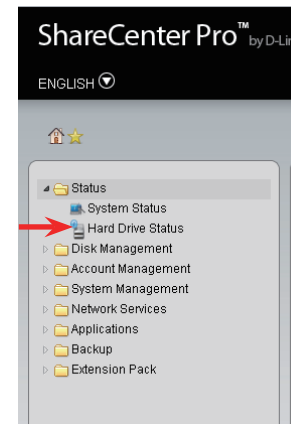 ShareCenter Pro™ by D-Li
ENGLISH
Status
System Status
Hard Drive Status
Disk Management
Account Management
System Management
Network Services
Applications
Backup
Extension Pack